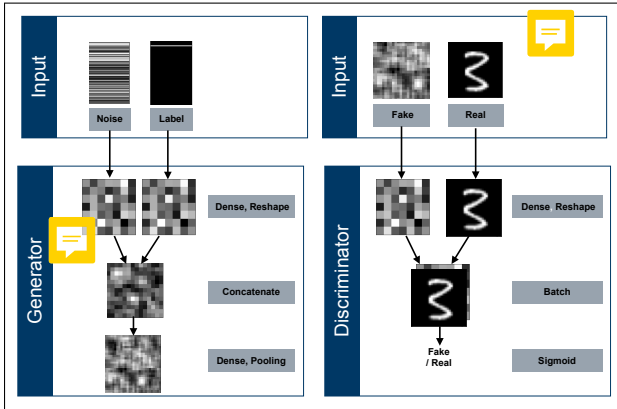 Input
Noise
Label
Generator
Dense, Reshape
Concatenate
Dense, Pooling
Input
Fake
Real
Discriminator
Dense Reshape
Batch
Fake
/ Real
Sigmoid